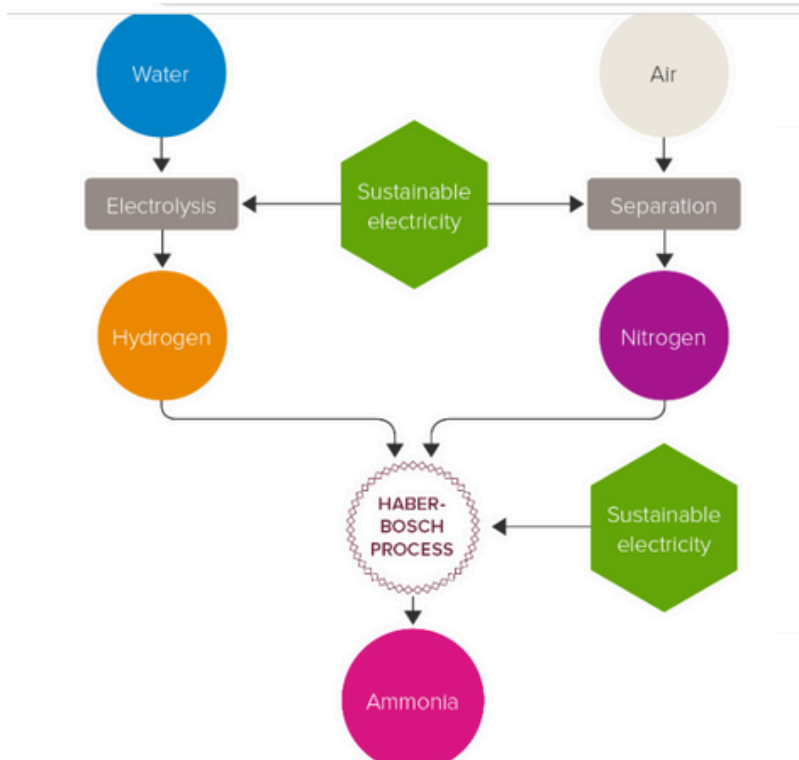 Water
Air
Sustainable
electricity
Electrolysis
Separation
Hydrogen
Nitrogen
HABER-
BOSCH
PROCESS
Sustainable
electricity
Ammonia